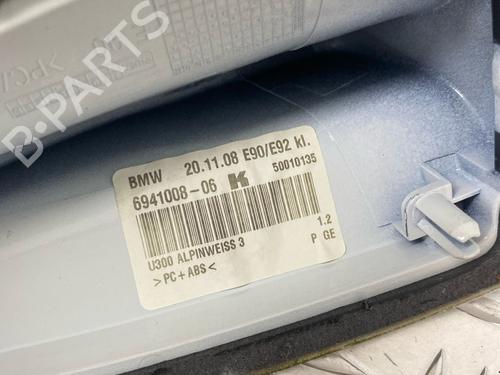 B-PARTS
>PC
BMW 20.11.08 E90/E92 kl.
6941008-06 K 50010135
U300 ALPINWEISS 3 1.2
>PC+ABS< P GE